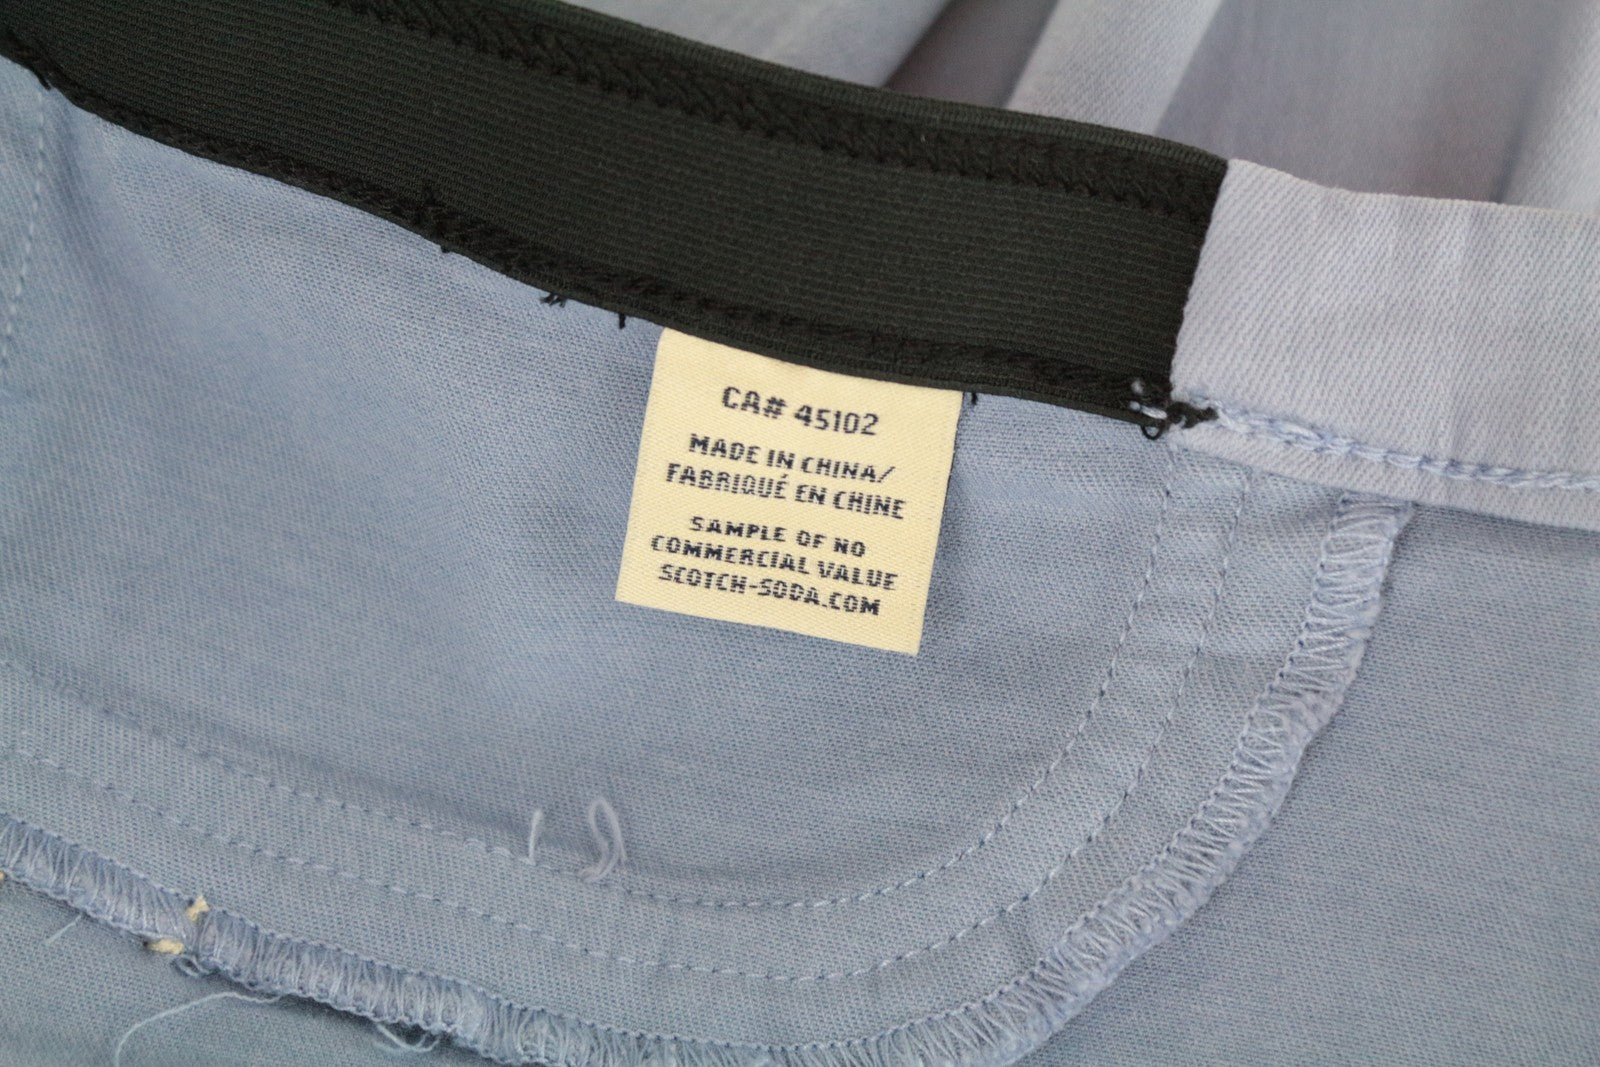 CA# 45102
MADE IN CHINA/
FABRIQUÉ EN CHINE
SAMPLE OF NO
COMMERCIAL VALUE
SCOTCH-SODA.COM